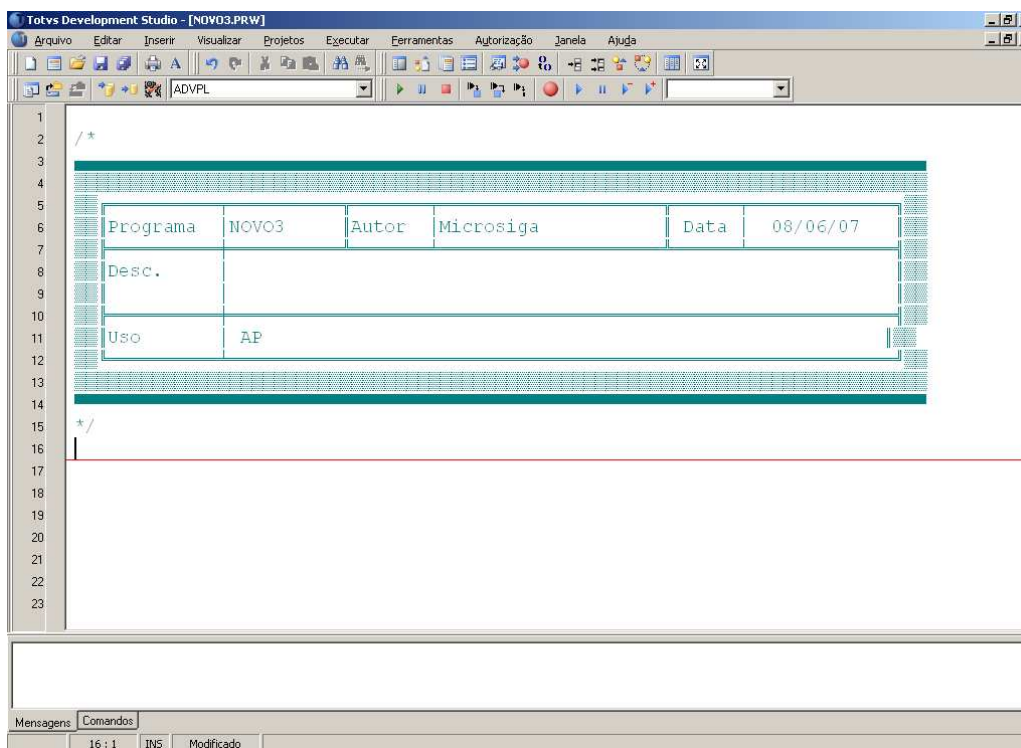 Totvs Development Studio - [NOVO3.PRW]
Arquivo Editar Inserir Visualizar Projetos Executar Ferramentas Autorização Janela Ajuda
ADVPL
1
2 /*
3
4
5
6 Programa NOVO3 Autor Microsiga Data 08/06/07
7
8 Desc.
9
10
11 Uso AP
12
13
14
15 */
16
17
18
19
20
21
22
23
Mensagens Comandos
16 : 1 INS Modificado